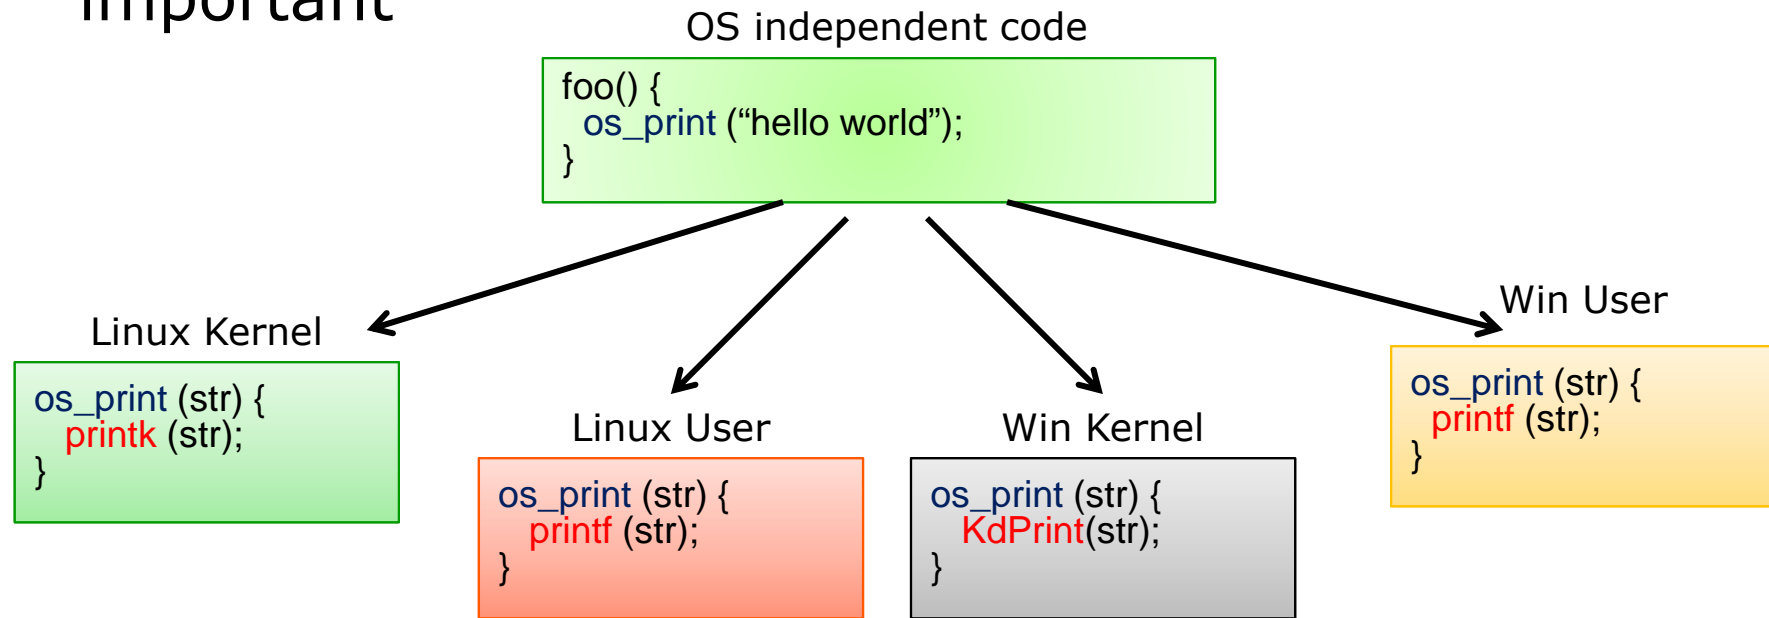 important
OS independent code
foo() {
os_print (“hello world”);
}
Linux Kernel
os_print (str) {
printk (str);
}
Linux User
os_print (str) {
printf (str);
}
Win Kernel
os_print (str) {
KdPrint(str);
}
Win User
os_print (str) {
printf (str);
}